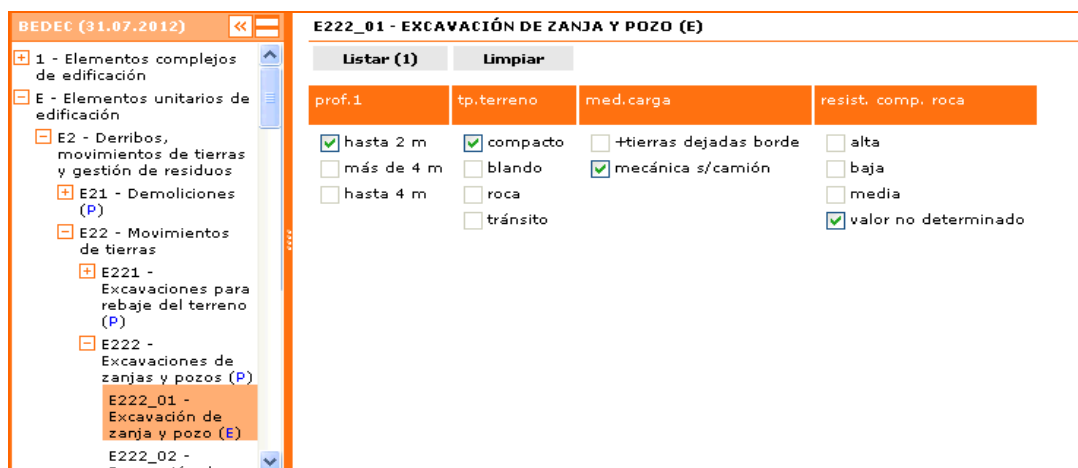 BEDEC (31.07.2012)
1 - Elementos complejos
de edificación
E - Elementos unitarios de
edificación
E2 - Derribos,
movimientos de tierras
y gestión de residuos
E21 - Demoliciones
(P)
E22 - Movimientos
de tierras
E221 -
Excavaciones para
rebaje del terreno
(P)
E222 -
Excavaciones de
zanjas y pozos (P)
E222_01 -
Excavación de
zanja y pozo (E)
E222_02 -
E222_01 - EXCAVACIÓN DE ZANJA Y POZO (E)
Listar (1) Limpiar
prof.1 tp.terreno med.carga resist. comp. roca
hasta 2 m compacto +tierras dejadas borde alta
más de 4 m blando mecánica s/camión baja
hasta 4 m roca media
tránsito valor no determinado